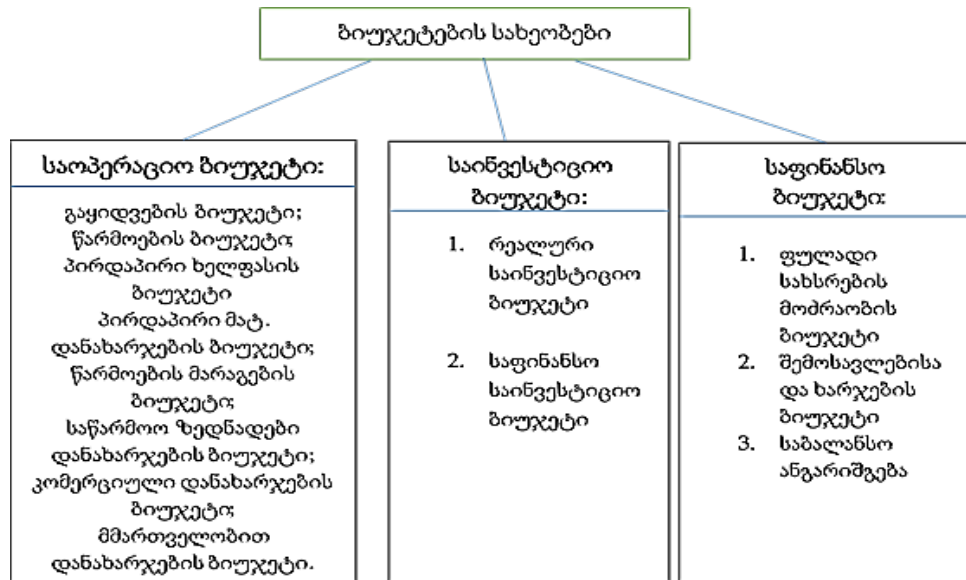 ბიუჯეტების სახეობები
საოპერაციო ბიუჯეტი:
გაყიდვების ბიუჯეტი;
წარმოების ბიუჯეტი;
პირდაპირი ხელფასის
ბიუჯეტი
პირდაპირი მატ.
დანახარჯების ბიუჯეტი;
წარმოების მარაგების
ბიუჯეტი;
საწარმოო ზედნადები
დანახარჯების ბიუჯეტი;
კომერციული დანახარჯების
ბიუჯეტი;
მმართველობით
დანახარჯების ბიუჯეტი.
საინვესტიციო
ბიუჯეტი:
1. რეალური
საინვესტიციო
ბიუჯეტი
2. საფინანსო
საინვესტიციო
ბიუჯეტი
საფინანსო
ბიუჯეტი:
1. ფულადი
სახსრების
მოძრაობის
ბიუჯეტი
2. შემოსავლებისა
და ხარჯების
ბიუჯეტი
3. საბალანსო
ანგარიშგება